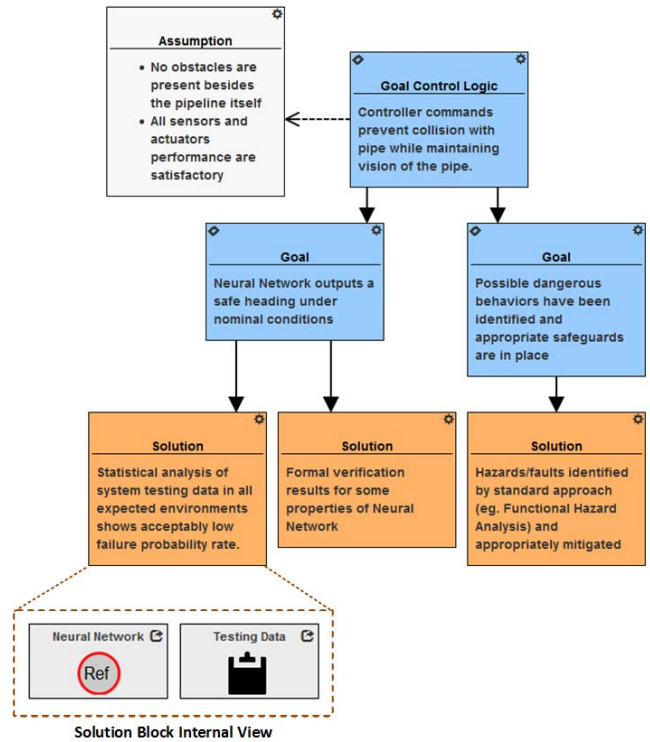 Assumption
• No obstacles are
present besides
the pipeline itself
• All sensors and
actuators
performance are
satisfactory
Goal Control Logic
Controller commands
prevent collision with
pipe while maintaining
vision of the pipe.
Goal
Neural Network outputs a
safe heading under
nominal conditions
Goal
Possible dangerous
behaviors have been
identified and
appropriate safeguards
are in place
Solution
Statistical analysis of
system testing data in all
expected environments
shows acceptably low
failure probability rate.
Solution
Formal verification
results for some
properties of Neural
Network
Solution
Hazards/faults identified
by standard approach
(eg. Functional Hazard
Analysis) and
appropriately mitigated
Neural Network
Ref
Testing Data
Solution Block Internal View